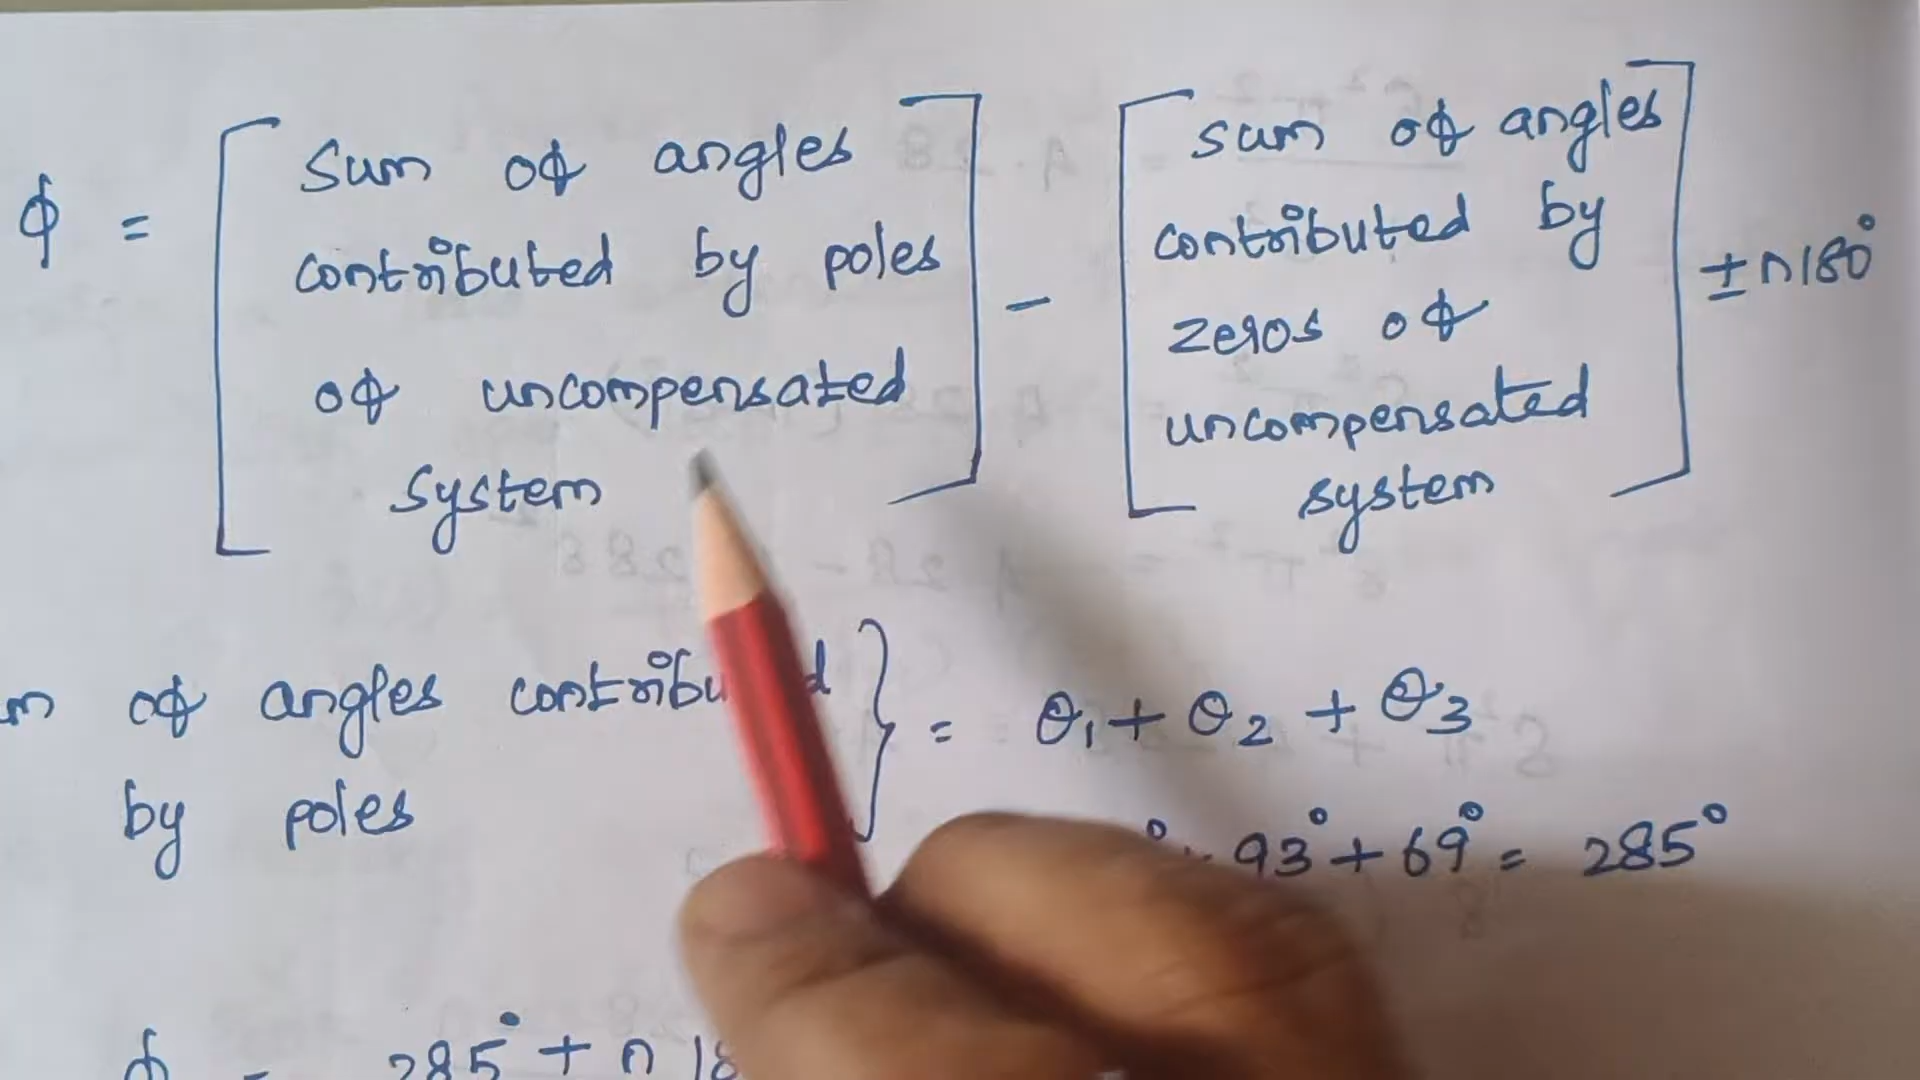 ϕ = [ Sum of angles contributed by poles of uncompensated system ] − [ sum of angles contributed by zeros of uncompensated system ] ± n180°
of angles contributed by poles } = θ₁ + θ₂ + θ₃
93° + 69° = 285°
ϕ = 285° + n